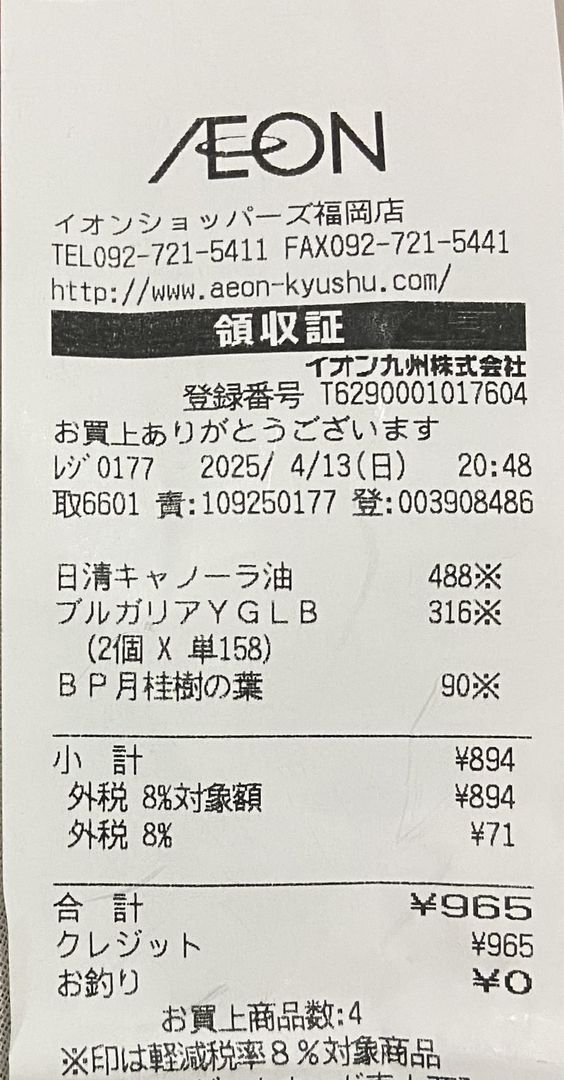 ÆON
イオンショッパーズ福岡店
TEL092-721-5411 FAX092-721-5441
http://www.aeon-kyushu.com/
領収証
イオン九州株式会社
登録番号 T6290001017604
お買上ありがとうございます
ﾚｼﾞ0177 2025/ 4/13(日) 20:48
取6601 責:109250177 登:003908486
日清キャノーラ油 488※
ブルガリアＹＧＬＢ 316※
(2個 X 単158)
ＢＰ月桂樹の葉 90※
小 計 ¥894
外税 8%対象額 ¥894
外税 8% ¥71
合 計 ¥965
クレジット ¥965
お釣り ¥0
お買上商品数:4
※印は軽減税率８％対象商品